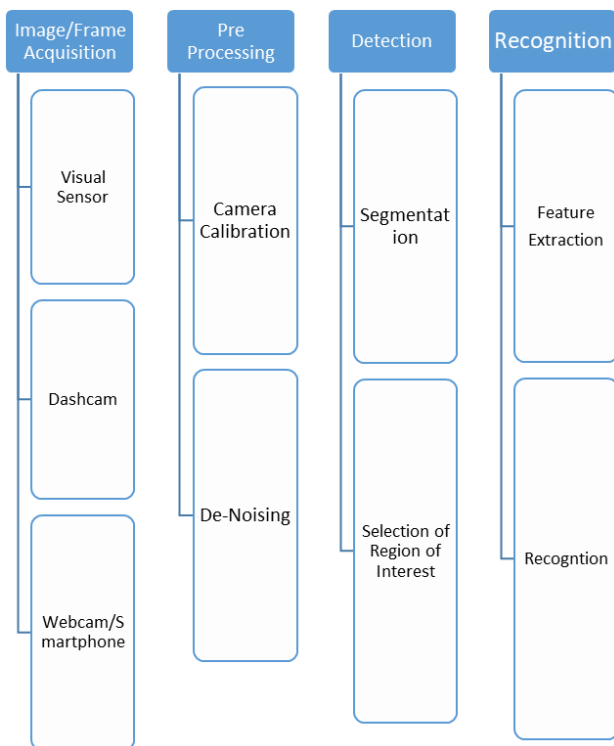 Image/Frame
Acquisition
Visual
Sensor
Dashcam
Webcam/S
martphone
Pre
Processing
Camera
Calibration
De-Noising
Detection
Segmentat
ion
Selection of
Region of
Interest
Recognition
Feature
Extraction
Recogntion